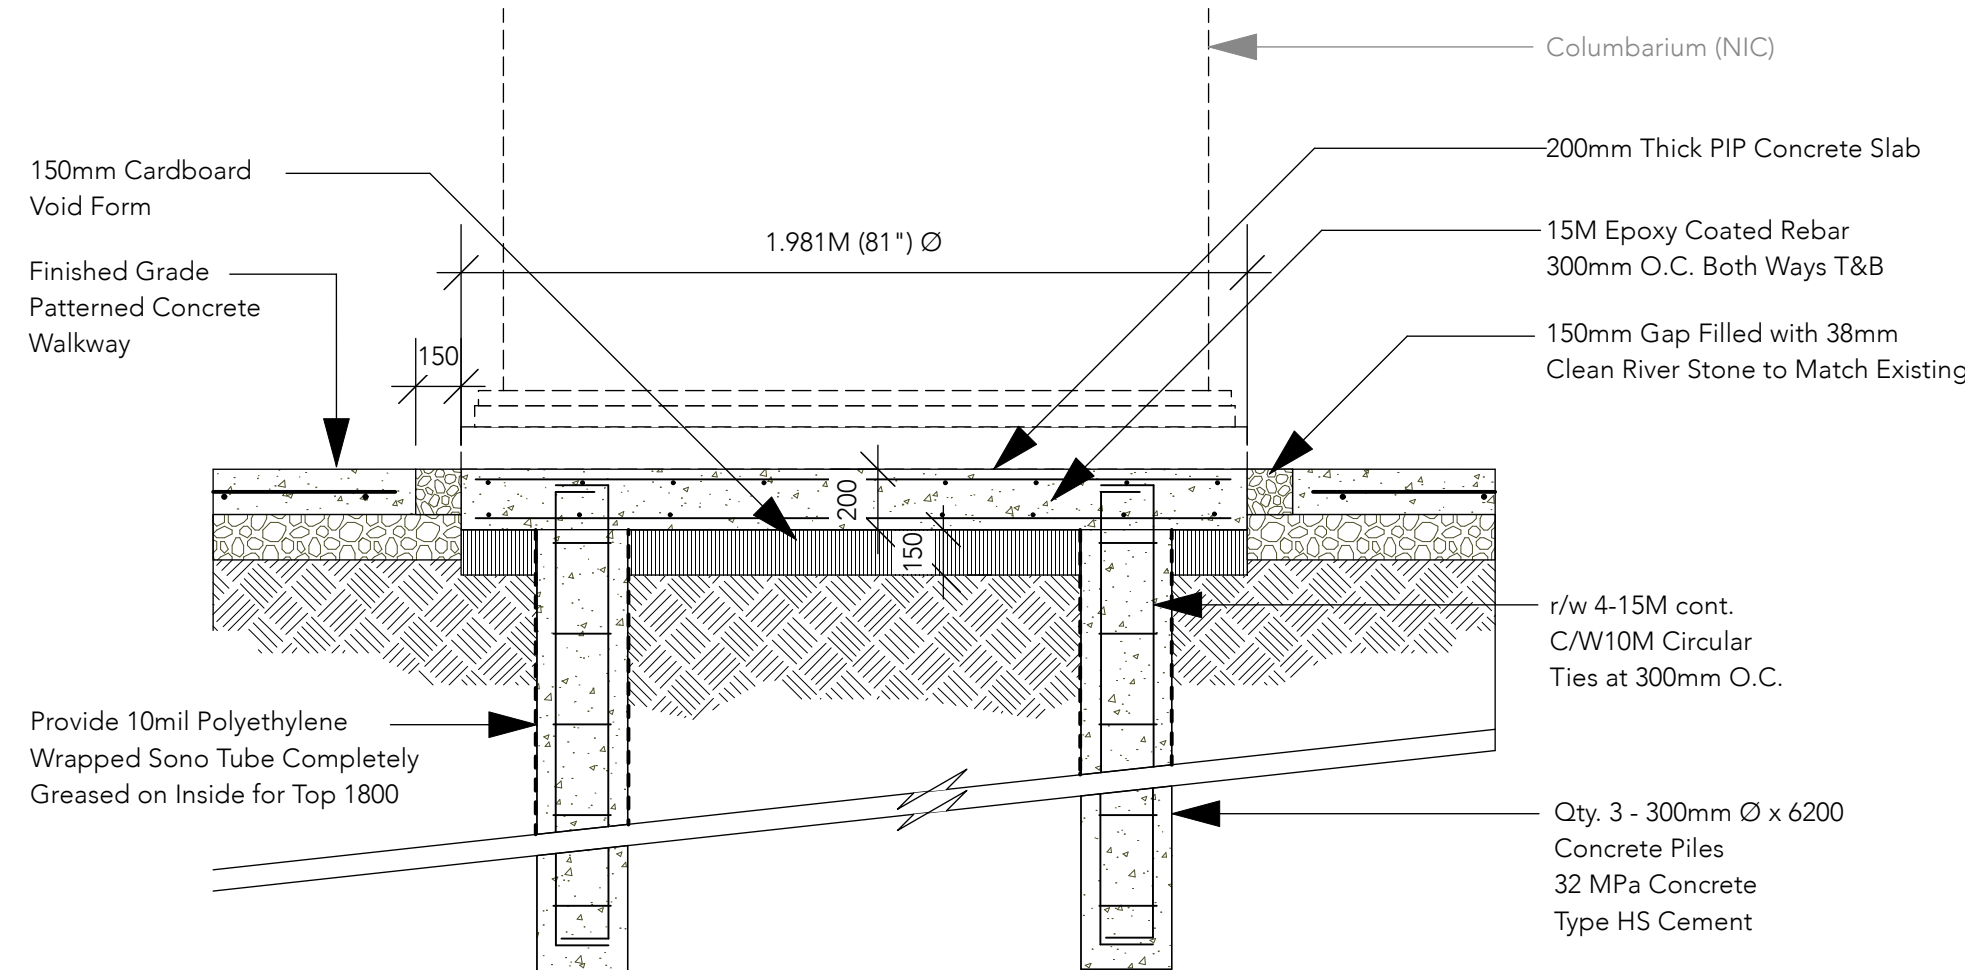 Columbarium (NIC)
150mm Cardboard
Void Form
200mm Thick PIP Concrete Slab
15M Epoxy Coated Rebar
300mm O.C. Both Ways T&B
1.981M (81") Ø
Finished Grade
Patterned Concrete
Walkway
150
150mm Gap Filled with 38mm
Clean River Stone to Match Existing
200
150
r/w 4-15M cont.
C/W10M Circular
Ties at 300mm O.C.
Provide 10mil Polyethylene
Wrapped Sono Tube Completely
Greased on Inside for Top 1800
Qty. 3 - 300mm Ø x 6200
Concrete Piles
32 MPa Concrete
Type HS Cement